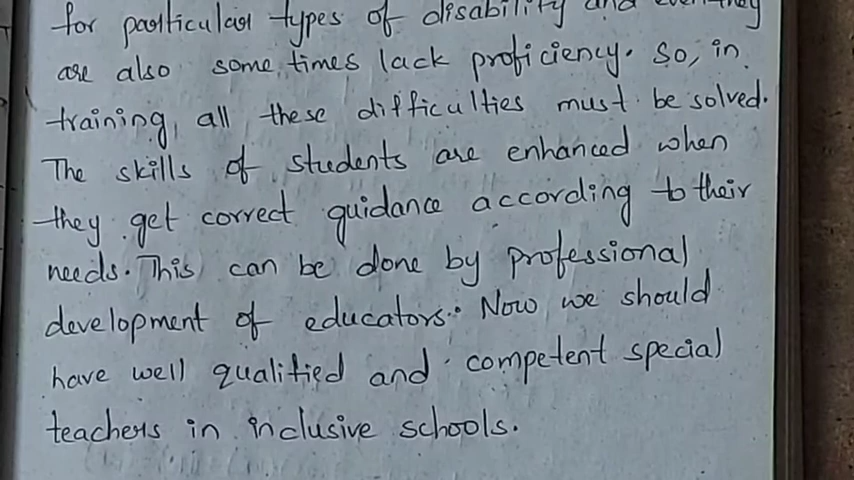 for particular types of disability and even they
are also some times lack proficiency. So, in
training, all these difficulties must be solved.
The skills of students are enhanced when
they get correct guidance according to their
needs. This can be done by professional
development of educators. Now we should
have well qualified and competent special
teachers in inclusive schools.